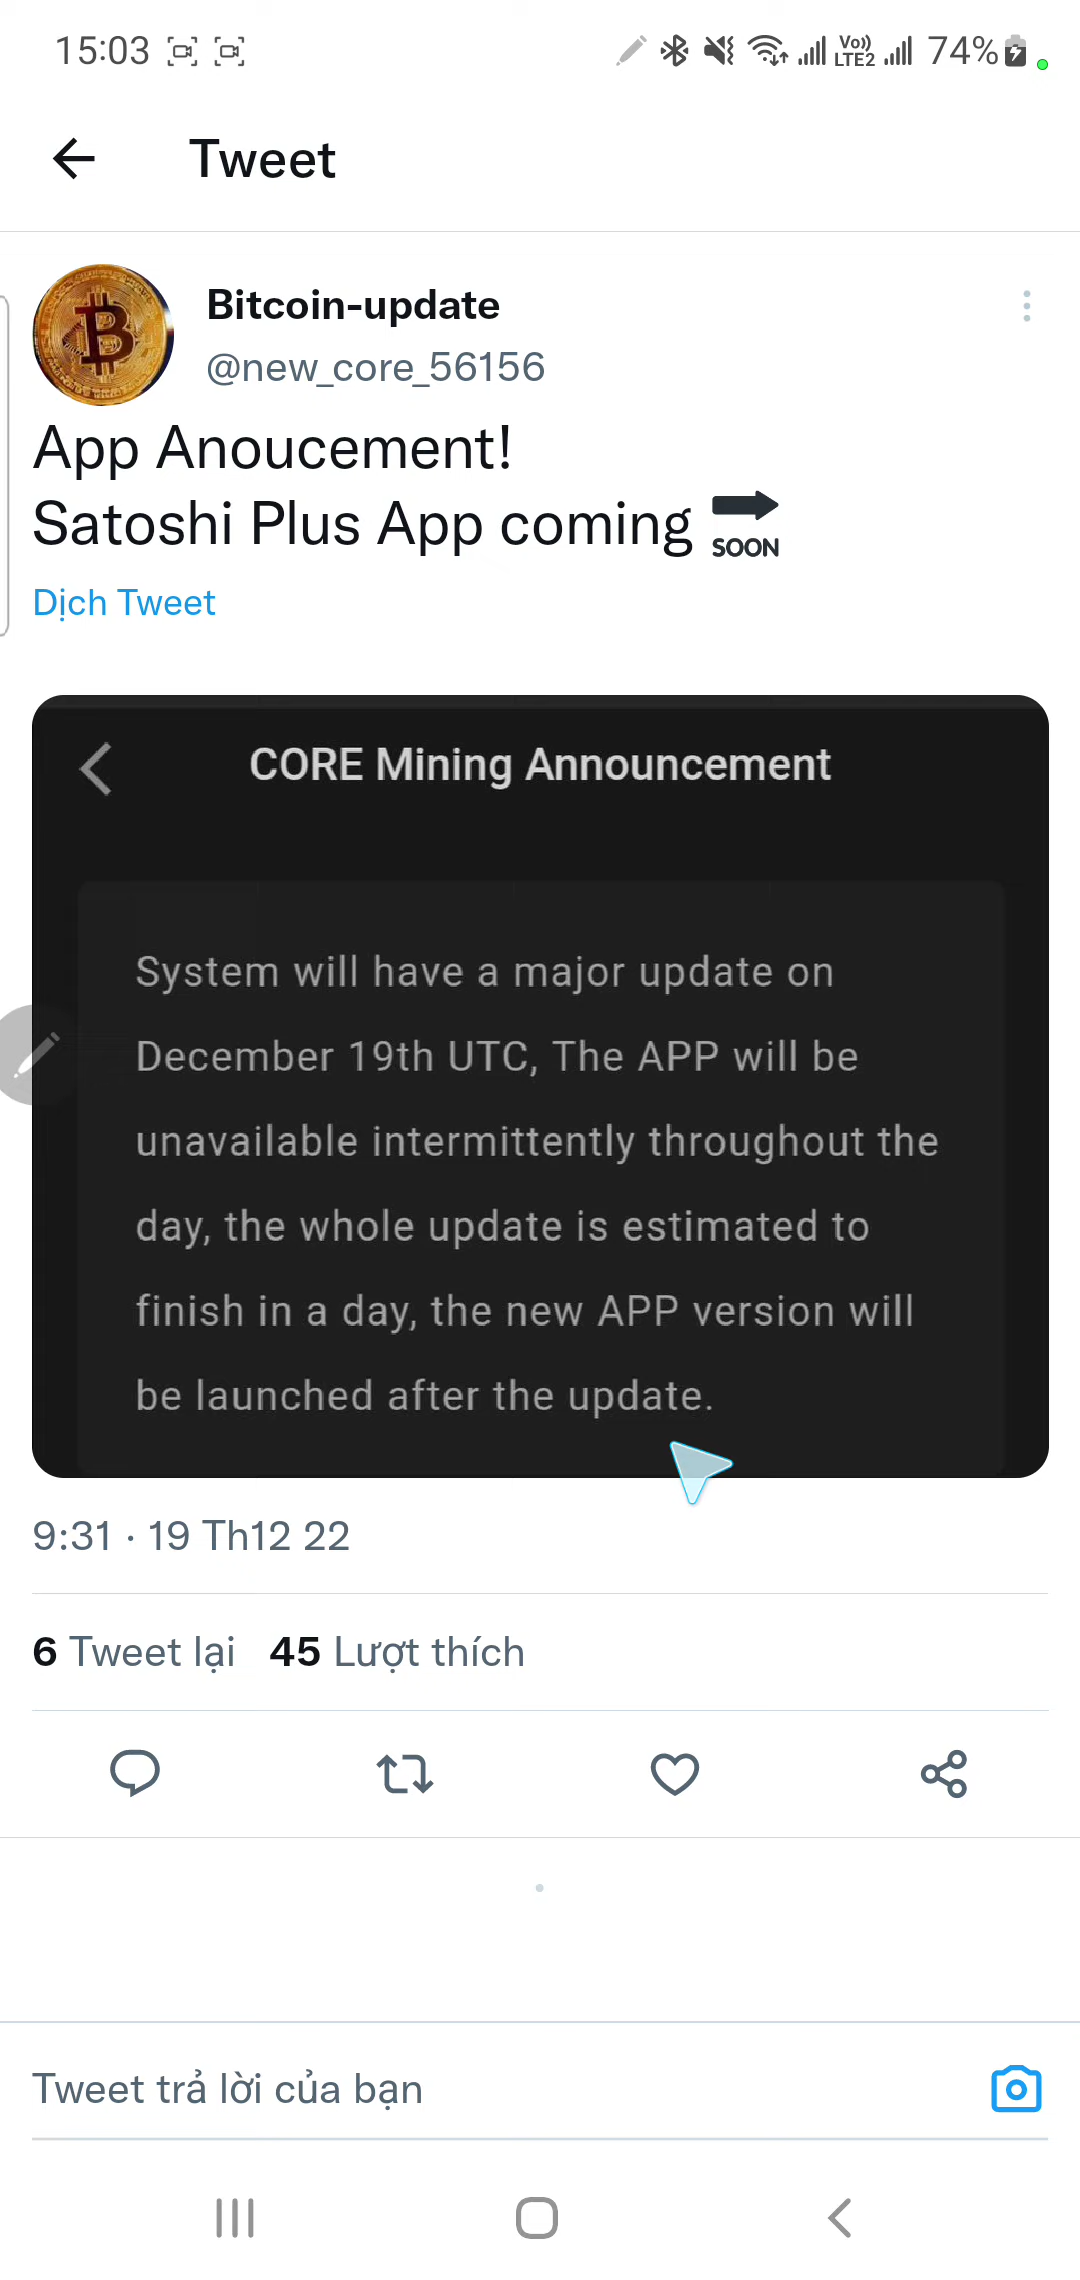 15:03 Vo)) LTE2 74%
Tweet
Bitcoin-update
@new_core_56156
App Anoucement!
Satoshi Plus App coming SOON
Dịch Tweet
CORE Mining Announcement
System will have a major update on
December 19th UTC, The APP will be
unavailable intermittently throughout the
day, the whole update is estimated to
finish in a day, the new APP version will
be launched after the update.
9:31 · 19 Th12 22
6 Tweet lại 45 Lượt thích
Tweet trả lời của bạn